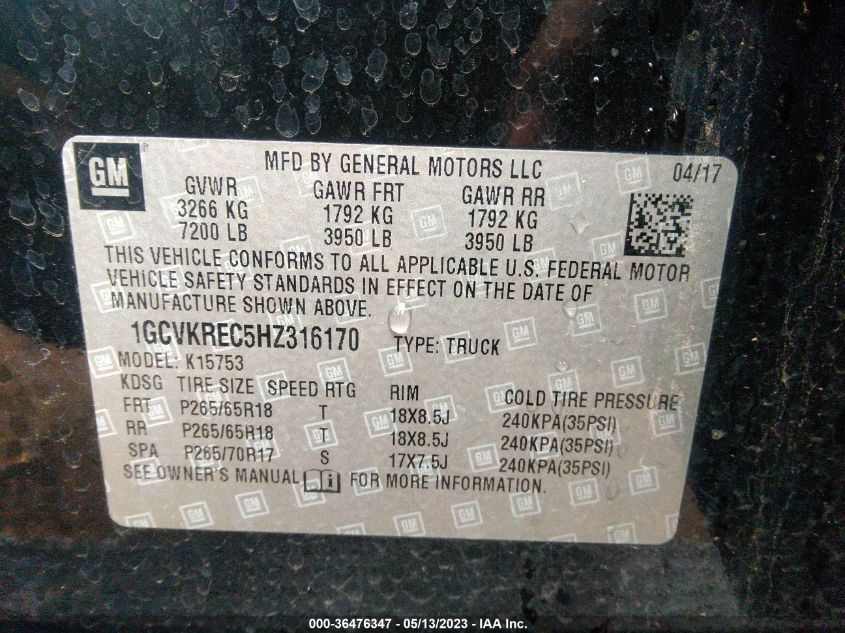 GM
MFD BY GENERAL MOTORS LLC 04/17
GVWR GAWR FRT GAWR RR
3266 KG 1792 KG 1792 KG
7200 LB 3950 LB 3950 LB
THIS VEHICLE CONFORMS TO ALL APPLICABLE U.S. FEDERAL MOTOR
VEHICLE SAFETY STANDARDS IN EFFECT ON THE DATE OF
MANUFACTURE SHOWN ABOVE.
1GCVKREC5HZ316170 TYPE: TRUCK
MODEL: K15753
KDSG TIRE SIZE SPEED RTG RIM COLD TIRE PRESSURE
FRT P265/65R18 T 18X8.5J 240KPA(35PSI)
RR P265/65R18 T 18X8.5J 240KPA(35PSI)
SPA P265/70R17 S 17X7.5J 240KPA(35PSI)
SEE OWNER'S MANUAL i FOR MORE INFORMATION.
000-36476347 - 05/13/2023 - IAA Inc.